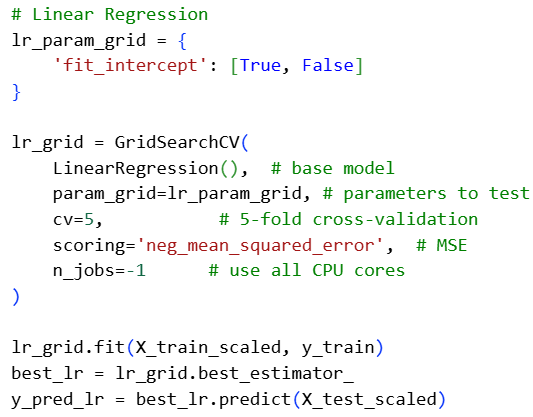 # Linear Regression
lr_param_grid = {
    'fit_intercept': [True, False]
}

lr_grid = GridSearchCV(
    LinearRegression(),  # base model
    param_grid=lr_param_grid, # parameters to test
    cv=5,           # 5-fold cross-validation
    scoring='neg_mean_squared_error',  # MSE
    n_jobs=-1      # use all CPU cores
)

lr_grid.fit(X_train_scaled, y_train)
best_lr = lr_grid.best_estimator_
y_pred_lr = best_lr.predict(X_test_scaled)